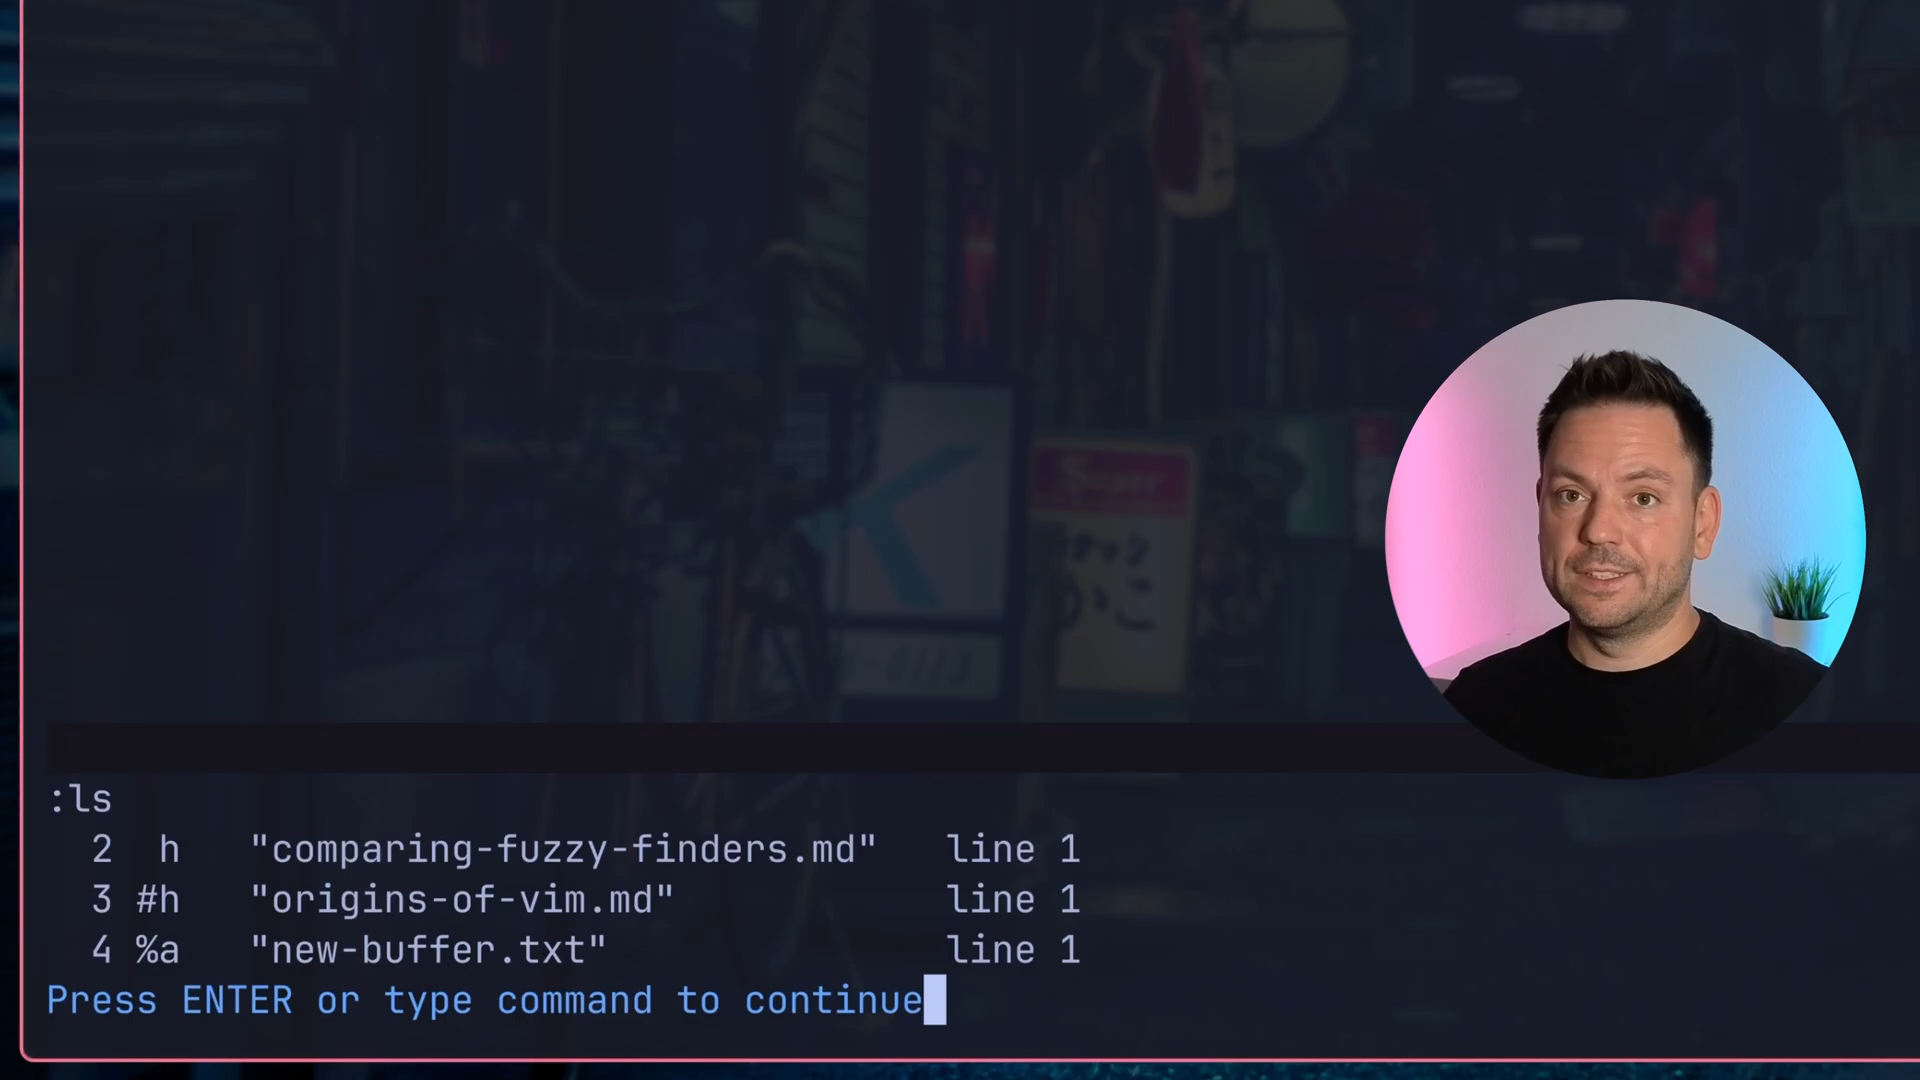 :ls
2 h "comparing-fuzzy-finders.md" line 1
3 #h "origins-of-vim.md" line 1
4 %a "new-buffer.txt" line 1
Press ENTER or type command to continue